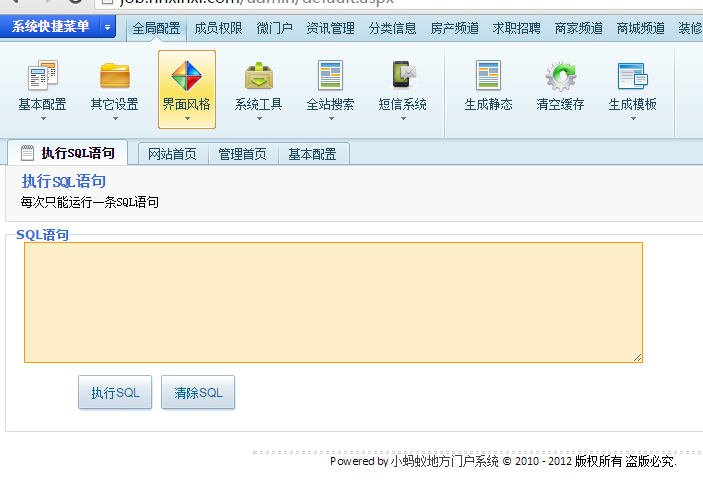 job.hnxinxi.com/admin/default.aspx
系统快捷菜单 全局配置 成员权限 微门户 资讯管理 分类信息 房产频道 求职招聘 商家频道 商城频道 装修
基本配置 其它设置 界面风格 系统工具 全站搜索 短信系统 生成静态 清空缓存 生成模板
执行SQL语句 网站首页 管理首页 基本配置
执行SQL语句
每次只能运行一条SQL语句
SQL语句
执行SQL 清除SQL
Powered by 小蚂蚁地方门户系统 © 2010 - 2012 版权所有 盗版必究.